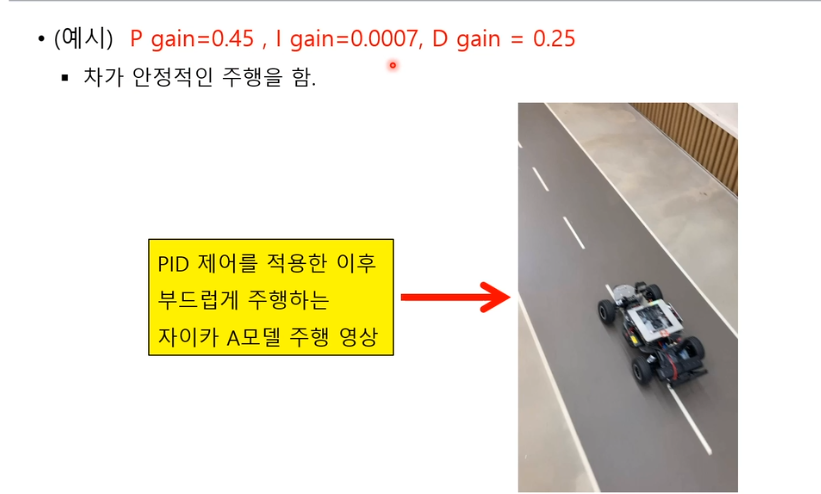 • (예시) P gain=0.45 , I gain=0.0007, D gain = 0.25
▪ 차가 안정적인 주행을 함.
PID 제어를 적용한 이후
부드럽게 주행하는
자이카 A모델 주행 영상